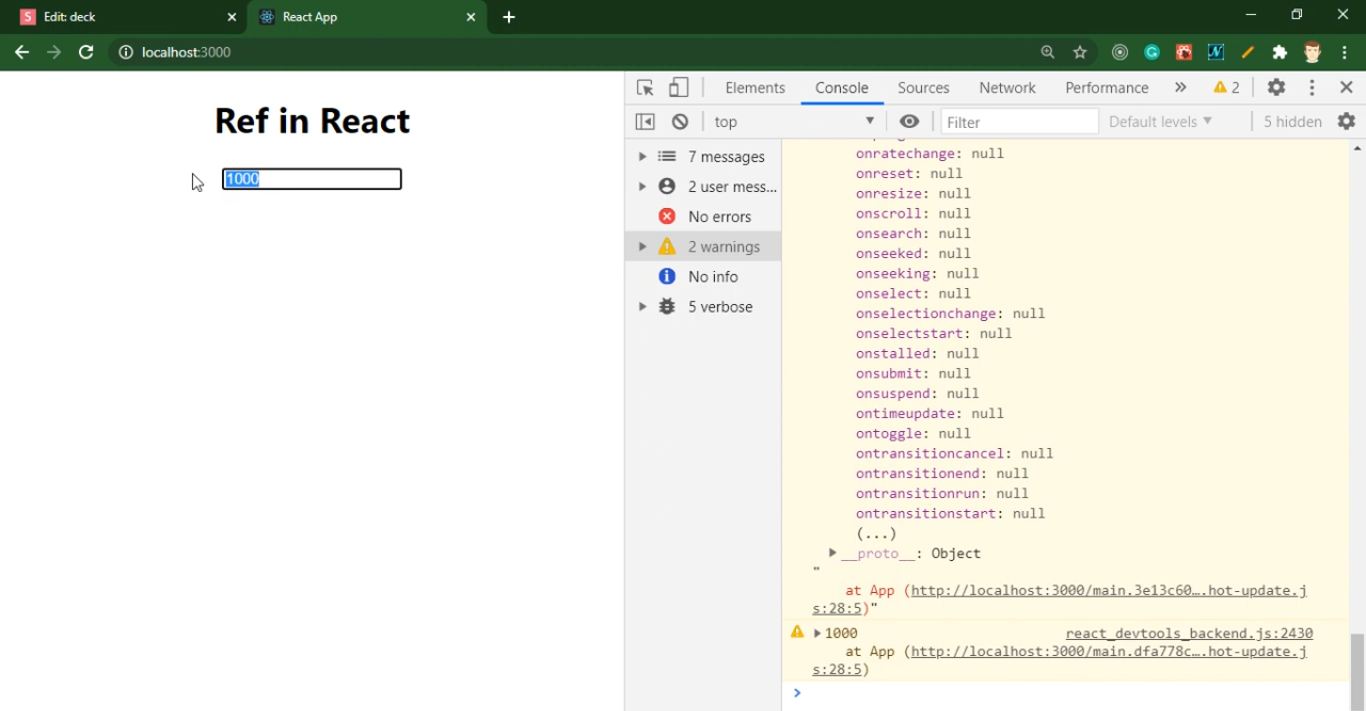 S Edit: deck
React App
localhost:3000
Ref in React
1000
Elements Console Sources Network Performance » 2
top Filter Default levels 5 hidden
7 messages
2 user mess...
No errors
2 warnings
No info
5 verbose
onratechange: null
onreset: null
onresize: null
onscroll: null
onsearch: null
onseeked: null
onseeking: null
onselect: null
onselectionchange: null
onselectstart: null
onstalled: null
onsubmit: null
onsuspend: null
ontimeupdate: null
ontoggle: null
ontransitioncancel: null
ontransitionend: null
ontransitionrun: null
ontransitionstart: null
(...)
__proto__: Object
"
at App (http://localhost:3000/main.3e13c60….hot-update.j
s:28:5)"
1000 react_devtools_backend.js:2430
at App (http://localhost:3000/main.dfa778c….hot-update.j
s:28:5)
>